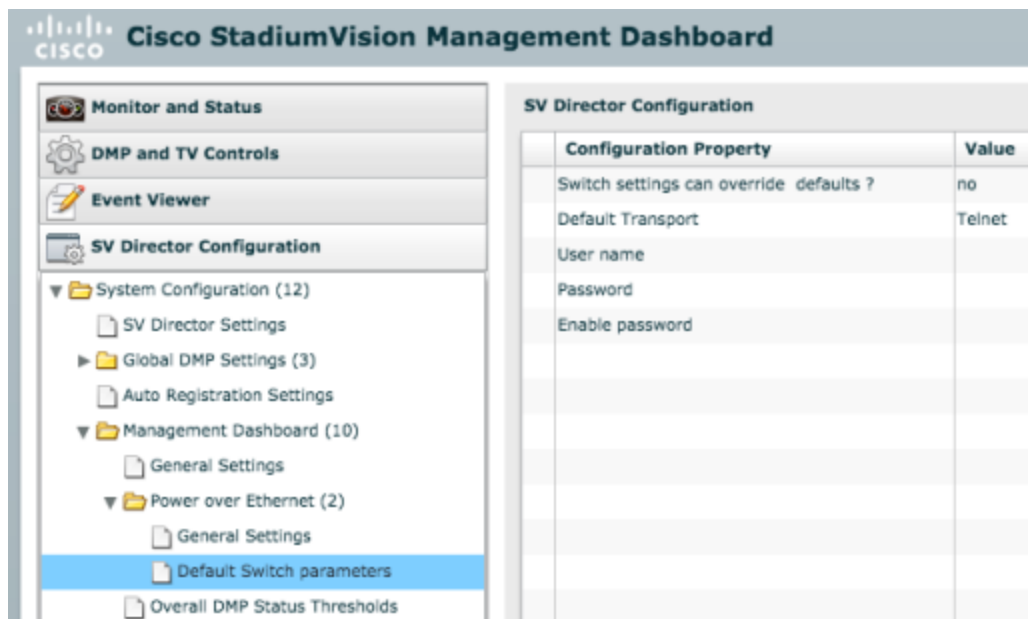 CISCO Cisco StadiumVision Management Dashboard
Monitor and Status
DMP and TV Controls
Event Viewer
SV Director Configuration
System Configuration (12)
SV Director Settings
Global DMP Settings (3)
Auto Registration Settings
Management Dashboard (10)
General Settings
Power over Ethernet (2)
General Settings
Default Switch parameters
Overall DMP Status Thresholds
SV Director Configuration
Configuration Property Value
Switch settings can override defaults ? no
Default Transport Telnet
User name
Password
Enable password